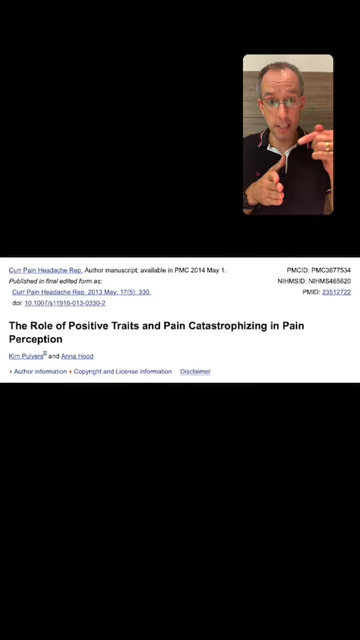 Curr Pain Headache Rep. Author manuscript; available in PMC 2014 May 1.
Published in final edited form as:
Curr Pain Headache Rep. 2013 May; 17(5): 330.
doi: 10.1007/s11916-013-0330-2
PMCID: PMC3677534
NIHMSID: NIHMS465620
PMID: 23512722
The Role of Positive Traits and Pain Catastrophizing in Pain
Perception
Kim Pulvers and Anna Hood
Author information Copyright and License information Disclaimer